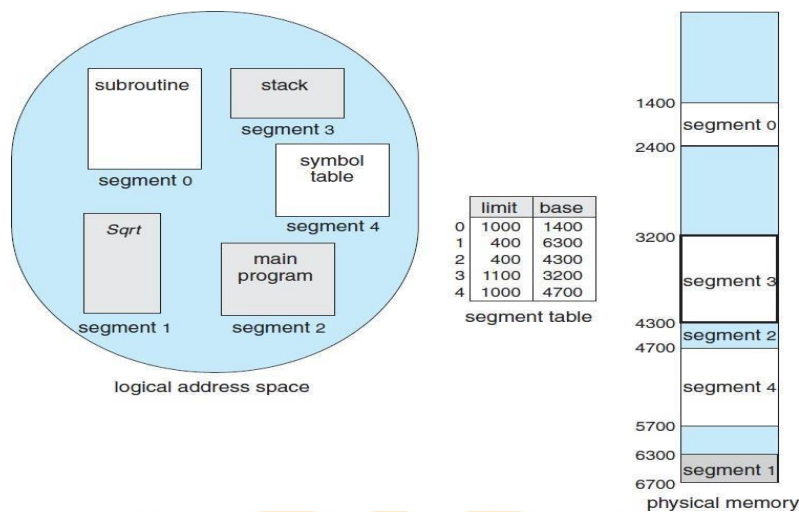 subroutine
segment 0
stack
segment 3
symbol
table
segment 4
Sqrt
segment 1
main
program
segment 2
logical address space
limit base
0 1000 1400
1 400 6300
2 400 4300
3 1100 3200
4 1000 4700
segment table
1400
segment 0
2400
3200
segment 3
4300
segment 2
4700
segment 4
5700
6300
segment 1
6700
physical memory